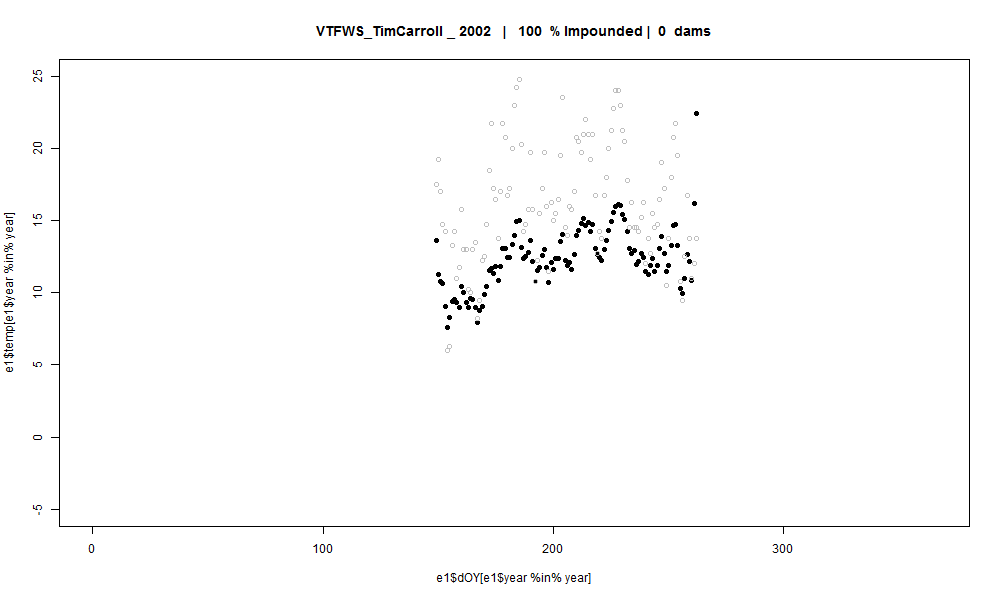 VTFWS_TimCarroll _ 2002 | 100 % Impounded | 0 dams
25
20
15
10
5
0
-5
e1$temp[e1$year %in% year]
0 100 200 300
e1$dOY[e1$year %in% year]